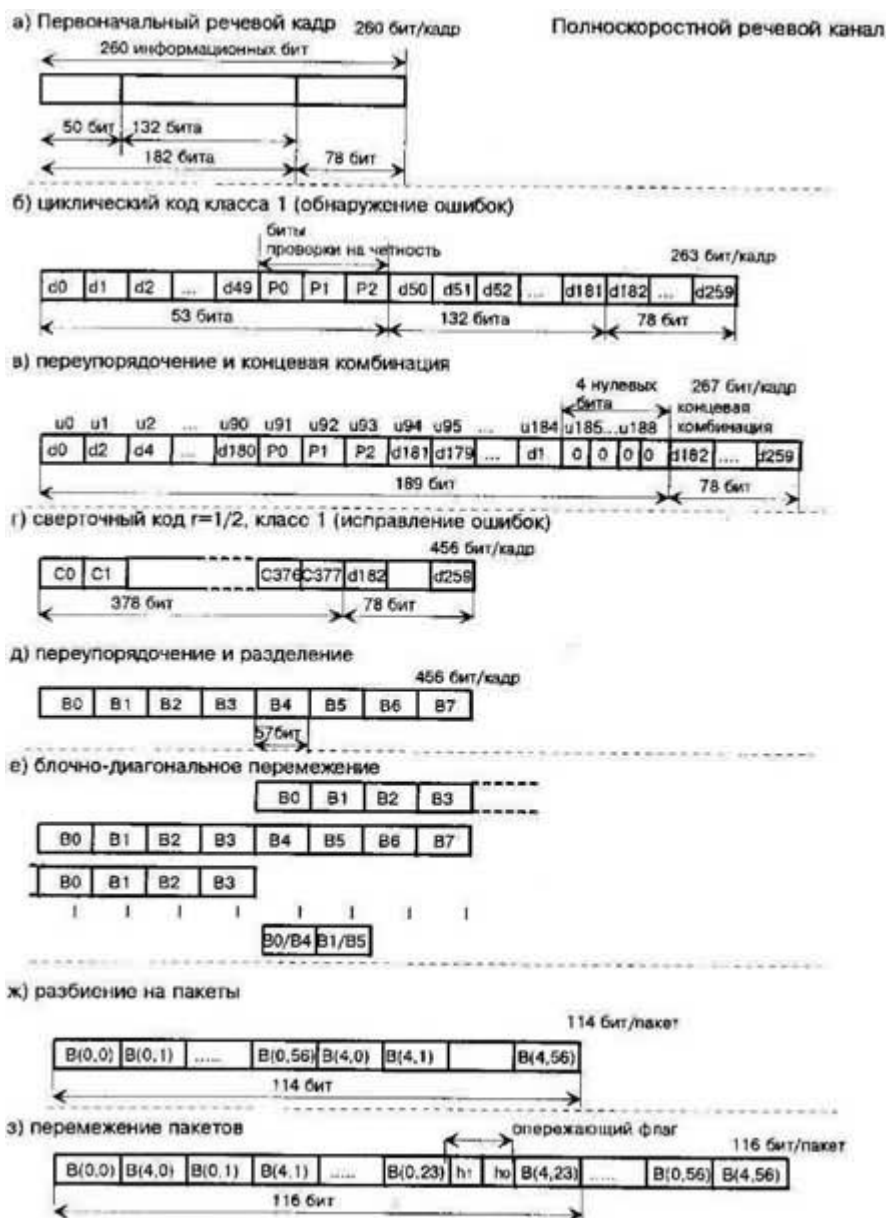 а) Первоначальный речевой кадр 260 бит/кадр Полноскоростной речевой канал
260 информационных бит
50 бит 132 бита
182 бита 78 бит
б) циклический код класса 1 (обнаружение ошибок)
биты
проворки на четность 263 бит/кадр
d0 d1 d2 ... d49 P0 P1 P2 d50 d51 d52 ... d181 d182 ... d259
53 бита 132 бита 78 бит
в) переупорядочение и концевая комбинация
4 нулевых 267 бит/кадр
бита концевая
u0 u1 u2 ... u90 u91 u92 u93 u94 u95 ... u184 u185...u188 комбинация
d0 d2 d4 ... d180 P0 P1 P2 d181 d179 ... d1 0 0 0 0 d182 .... d259
189 бит 78 бит
г) сверточный код r=1/2, класс 1 (исправление ошибок)
456 бит/кадр
C0 C1 C376 C377 d182 d259
378 бит 78 бит
д) переупорядочение и разделение
456 бит/кадр
B0 B1 B2 B3 B4 B5 B6 B7
57бит
е) блочно-диагональное перемежение
B0 B1 B2 B3
B0 B1 B2 B3 B4 B5 B6 B7
B0 B1 B2 B3
B0/B4 B1/B5
ж) разбиение на пакеты
114 бит/пакет
B(0,0) B(0,1) ..... B(0,56) B(4,0) B(4,1) B(4,56)
114 бит
з) перемежение пакетов опережающий флаг
116 бит/пакет
B(0,0) B(4,0) B(0,1) B(4,1) ..... B(0,23) h1 h0 B(4,23) ..... B(0,56) B(4,56)
116 бит